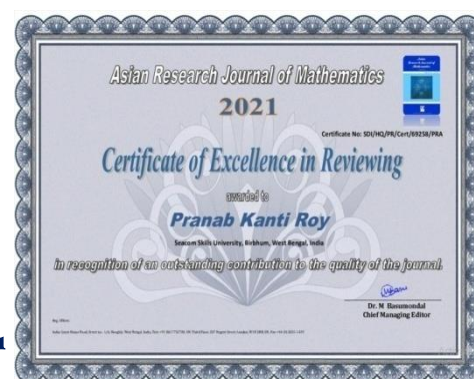 Asian Research Journal of Mathematics
2021
Certificate No: SDI/HQ/PR/Cert/69258/PRA
Certificate of Excellence in Reviewing
awarded to
Pranab Kanti Roy
Seacom Skills University, Birbhum, West Bengal, India
in recognition of an outstanding contribution to the quality of the journal.
Dr. M Basumondal
Chief Managing Editor